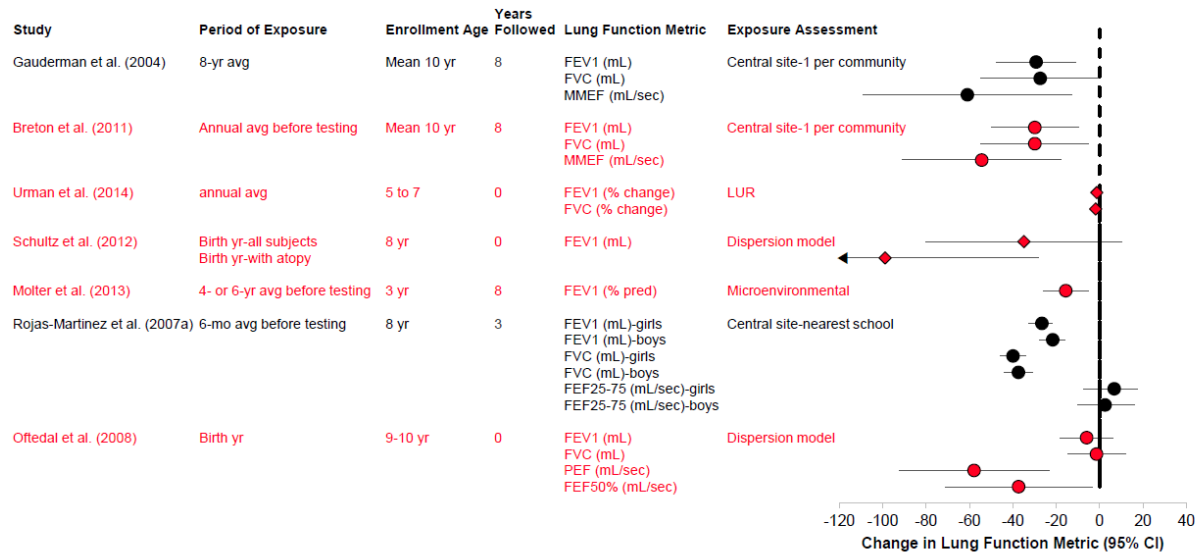 Study Period of Exposure Enrollment Age Years Followed Lung Function Metric Exposure Assessment
Gauderman et al. (2004) 8-yr avg Mean 10 yr 8 FEV1 (mL) Central site-1 per community
FVC (mL)
MMEF (mL/sec)
Breton et al. (2011) Annual avg before testing Mean 10 yr 8 FEV1 (mL) Central site-1 per community
FVC (mL)
MMEF (mL/sec)
Urman et al. (2014) annual avg 5 to 7 0 FEV1 (% change) LUR
FVC (% change)
Schultz et al. (2012) Birth yr-all subjects 8 yr 0 FEV1 (mL) Dispersion model
Birth yr-with atopy
Molter et al. (2013) 4- or 6-yr avg before testing 3 yr 8 FEV1 (% pred) Microenvironmental
Rojas-Martinez et al. (2007a) 6-mo avg before testing 8 yr 3 FEV1 (mL)-girls Central site-nearest school
FEV1 (mL)-boys
FVC (mL)-girls
FVC (mL)-boys
FEF25-75 (mL/sec)-girls
FEF25-75 (mL/sec)-boys
Oftedal et al. (2008) Birth yr 9-10 yr 0 FEV1 (mL) Dispersion model
FVC (mL)
PEF (mL/sec)
FEF50% (mL/sec)
-120 -100 -80 -60 -40 -20 0 20 40
Change in Lung Function Metric (95% CI)